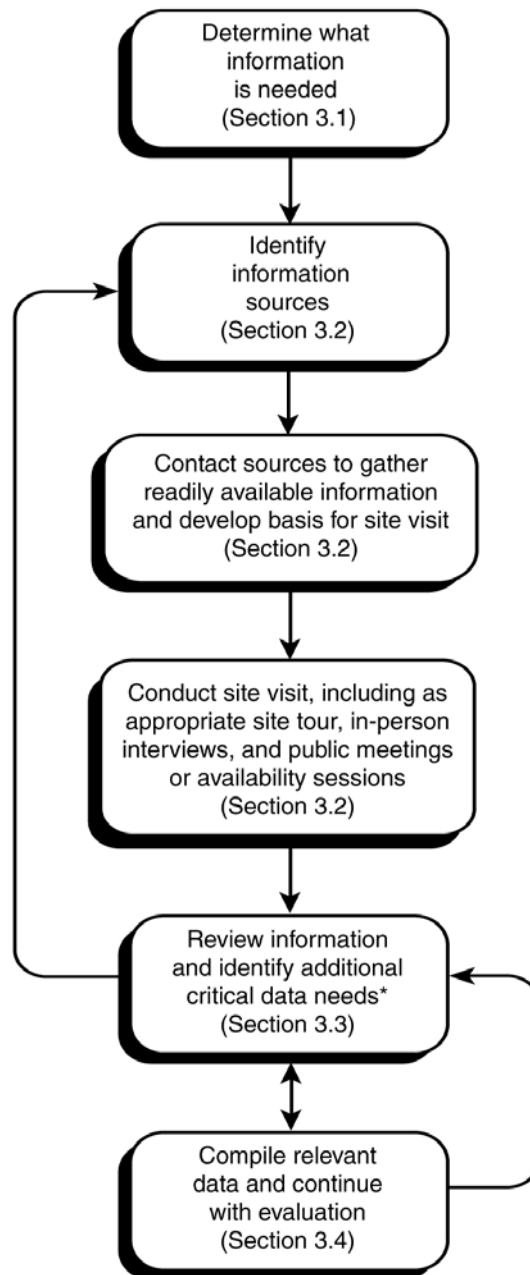 Determine what
information
is needed
(Section 3.1)
Identify
information
sources
(Section 3.2)
Contact sources to gather
readily available information
and develop basis for site visit
(Section 3.2)
Conduct site visit, including as
appropriate site tour, in-person
interviews, and public meetings
or availability sessions
(Section 3.2)
Review information
and identify additional
critical data needs*
(Section 3.3)
Compile relevant
data and continue
with evaluation
(Section 3.4)